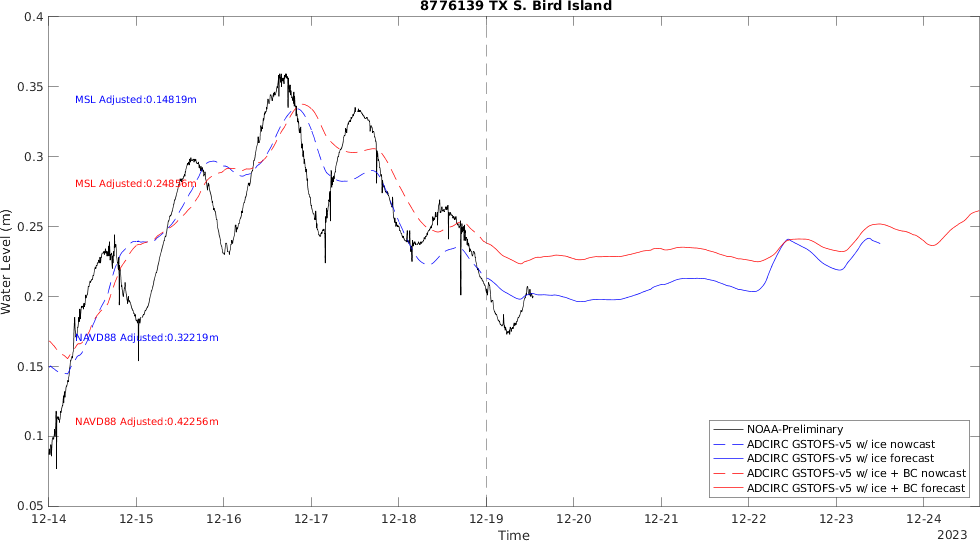 8776139 TX S. Bird Island
0.4
0.35
0.3
0.25
0.2
0.15
0.1
0.05
Water Level (m)
MSL Adjusted:0.14819m
MSL Adjusted:0.24856m
NAVD88 Adjusted:0.32219m
NAVD88 Adjusted:0.42256m
NOAA-Preliminary
ADCIRC GSTOFS-v5 w/ ice nowcast
ADCIRC GSTOFS-v5 w/ ice forecast
ADCIRC GSTOFS-v5 w/ ice + BC nowcast
ADCIRC GSTOFS-v5 w/ ice + BC forecast
12-14 12-15 12-16 12-17 12-18 12-19 12-20 12-21 12-22 12-23 12-24
Time
2023